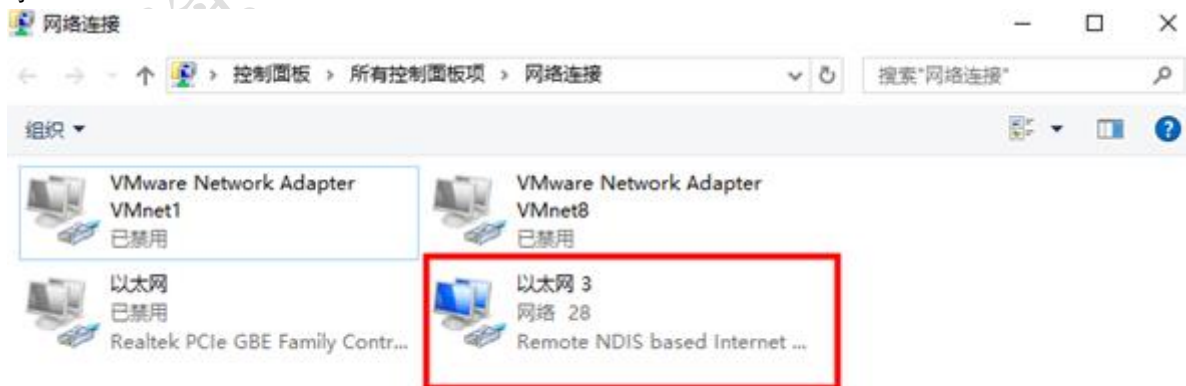 网络连接
控制面板 › 所有控制面板项 › 网络连接
搜索"网络连接"
组织
VMware Network Adapter
VMnet1
已禁用
VMware Network Adapter
VMnet8
已禁用
以太网
已禁用
Realtek PCIe GBE Family Contr...
以太网 3
网络 28
Remote NDIS based Internet ...